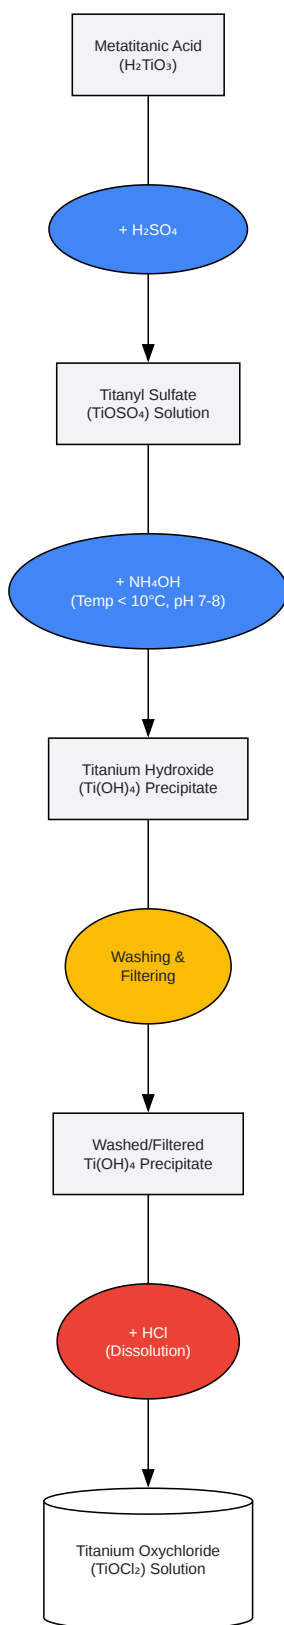 Metatitanic Acid
(H₂TiO₃)
+ H₂SO₄
Titanyl Sulfate
(TiOSO₄) Solution
+ NH₄OH
(Temp < 10°C, pH 7-8)
Titanium Hydroxide
(Ti(OH)₄) Precipitate
Washing &
Filtering
Washed/Filtered
Ti(OH)₄ Precipitate
+ HCl
(Dissolution)
Titanium Oxychloride
(TiOCl₂) Solution